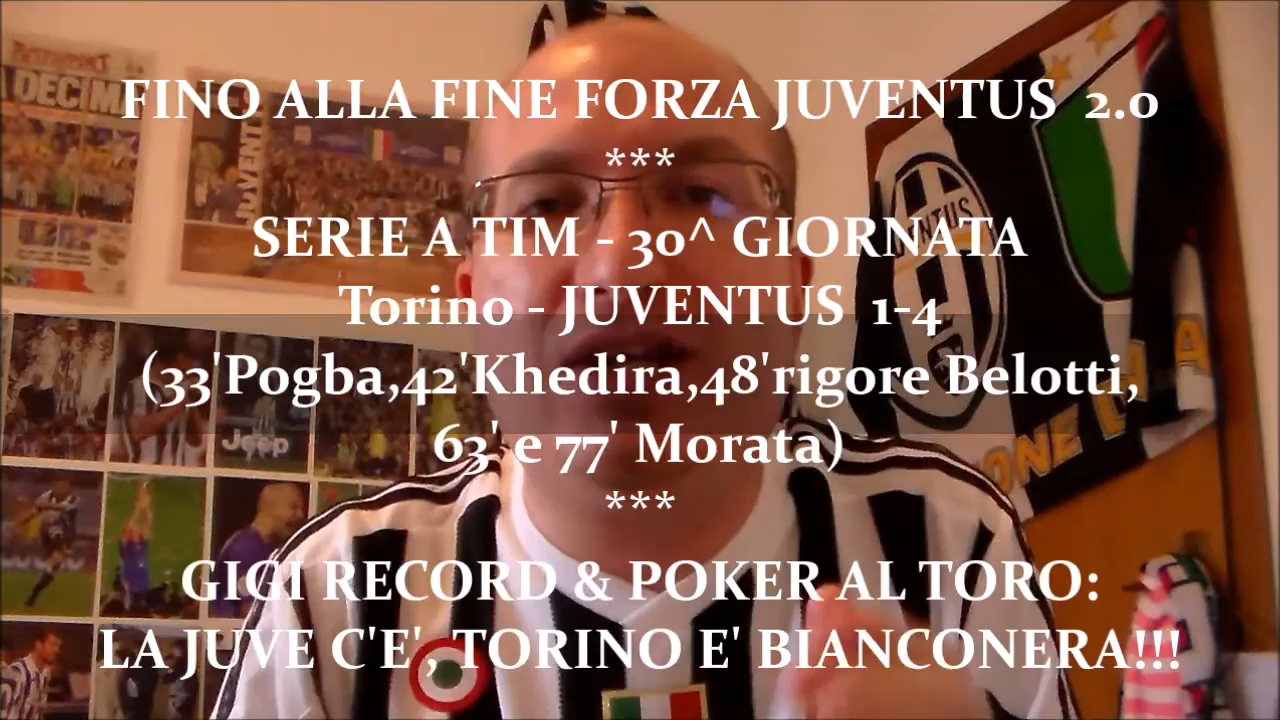 FINO ALLA FINE FORZA JUVENTUS 2.0
***
SERIE A TIM - 30^ GIORNATA
Torino - JUVENTUS 1-4
(33'Pogba,42'Khedira,48'rigore Belotti,
63' e 77' Morata)
***
GIGI RECORD & POKER AL TORO:
LA JUVE C'E', TORINO E' BIANCONERA!!!
Jeep